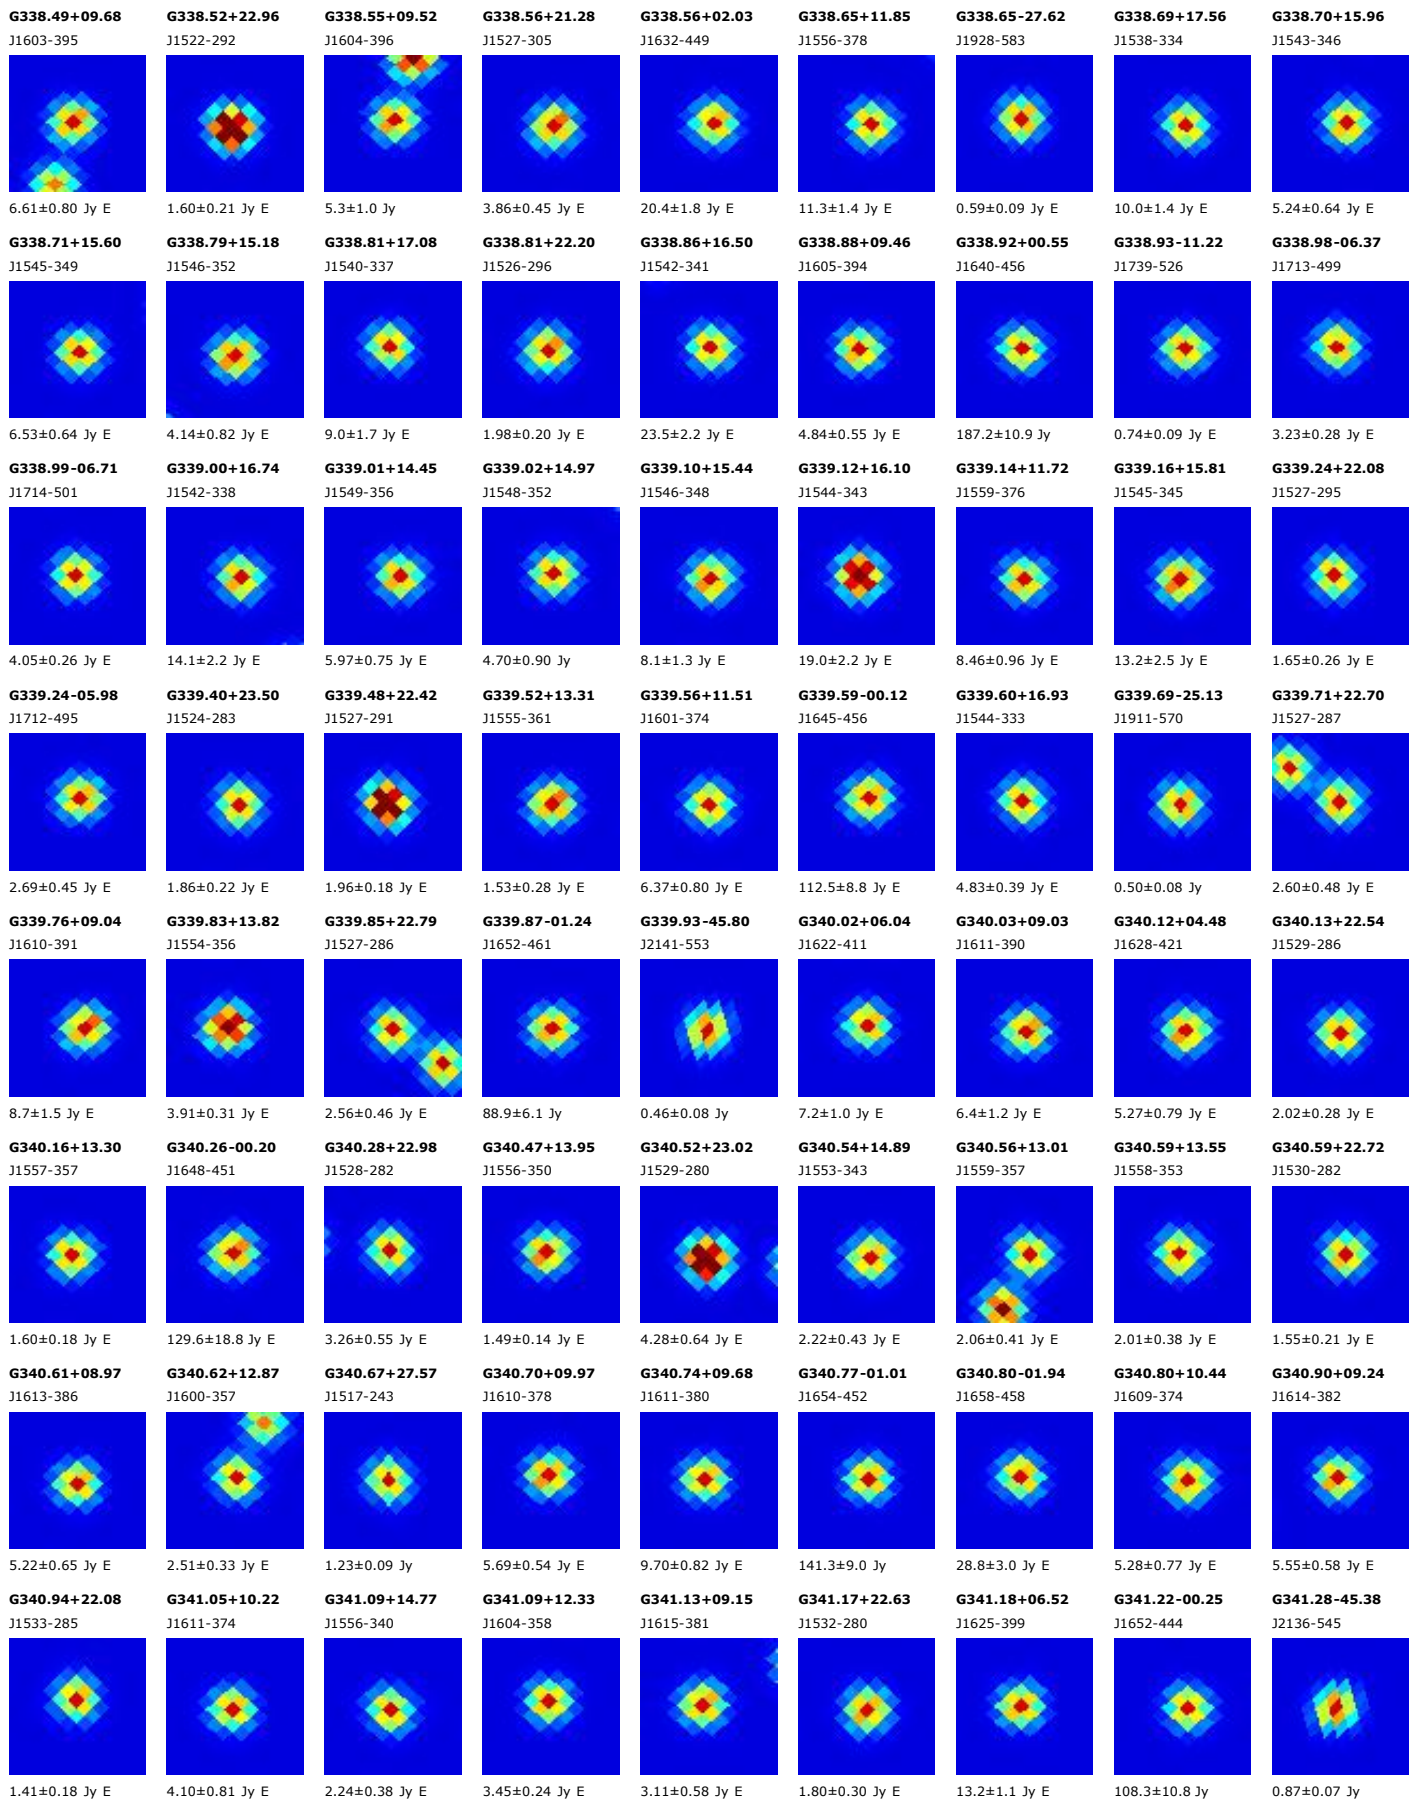 G338.49+09.68 G338.52+22.96 G338.55+09.52 G338.56+21.28 G338.56+02.03 G338.65+11.85 G338.65-27.62 G338.69+17.56 G338.70+15.96
J1603-395 J1522-292 J1604-396 J1527-305 J1632-449 J1556-378 J1928-583 J1538-334 J1543-346
6.61±0.80 Jy E 1.60±0.21 Jy E 5.3±1.0 Jy 3.86±0.45 Jy E 20.4±1.8 Jy E 11.3±1.4 Jy E 0.59±0.09 Jy E 10.0±1.4 Jy E 5.24±0.64 Jy E
G338.71+15.60 G338.79+15.18 G338.81+17.08 G338.81+22.20 G338.86+16.50 G338.88+09.46 G338.92+00.55 G338.93-11.22 G338.98-06.37
J1545-349 J1546-352 J1540-337 J1526-296 J1542-341 J1605-394 J1640-456 J1739-526 J1713-499
6.53±0.64 Jy E 4.14±0.82 Jy E 9.0±1.7 Jy E 1.98±0.20 Jy E 23.5±2.2 Jy E 4.84±0.55 Jy E 187.2±10.9 Jy 0.74±0.09 Jy E 3.23±0.28 Jy E
G338.99-06.71 G339.00+16.74 G339.01+14.45 G339.02+14.97 G339.10+15.44 G339.12+16.10 G339.14+11.72 G339.16+15.81 G339.24+22.08
J1714-501 J1542-338 J1549-356 J1548-352 J1546-348 J1544-343 J1559-376 J1545-345 J1527-295
4.05±0.26 Jy E 14.1±2.2 Jy E 5.97±0.75 Jy E 4.70±0.90 Jy 8.1±1.3 Jy E 19.0±2.2 Jy E 8.46±0.96 Jy E 13.2±2.5 Jy E 1.65±0.26 Jy E
G339.24-05.98 G339.40+23.50 G339.48+22.42 G339.52+13.31 G339.56+11.51 G339.59-00.12 G339.60+16.93 G339.69-25.13 G339.71+22.70
J1712-495 J1524-283 J1527-291 J1555-361 J1601-374 J1645-456 J1544-333 J1911-570 J1527-287
2.69±0.45 Jy E 1.86±0.22 Jy E 1.96±0.18 Jy E 1.53±0.28 Jy E 6.37±0.80 Jy E 112.5±8.8 Jy E 4.83±0.39 Jy E 0.50±0.08 Jy 2.60±0.48 Jy E
G339.76+09.04 G339.83+13.82 G339.85+22.79 G339.87-01.24 G339.93-45.80 G340.02+06.04 G340.03+09.03 G340.12+04.48 G340.13+22.54
J1610-391 J1554-356 J1527-286 J1652-461 J2141-553 J1622-411 J1611-390 J1628-421 J1529-286
8.7±1.5 Jy E 3.91±0.31 Jy E 2.56±0.46 Jy E 88.9±6.1 Jy 0.46±0.08 Jy 7.2±1.0 Jy E 6.4±1.2 Jy E 5.27±0.79 Jy E 2.02±0.28 Jy E
G340.16+13.30 G340.26-00.20 G340.28+22.98 G340.47+13.95 G340.52+23.02 G340.54+14.89 G340.56+13.01 G340.59+13.55 G340.59+22.72
J1557-357 J1648-451 J1528-282 J1556-350 J1529-280 J1553-343 J1559-357 J1558-353 J1530-282
1.60±0.18 Jy E 129.6±18.8 Jy E 3.26±0.55 Jy E 1.49±0.14 Jy E 4.28±0.64 Jy E 2.22±0.43 Jy E 2.06±0.41 Jy E 2.01±0.38 Jy E 1.55±0.21 Jy E
G340.61+08.97 G340.62+12.87 G340.67+27.57 G340.70+09.97 G340.74+09.68 G340.77-01.01 G340.80-01.94 G340.80+10.44 G340.90+09.24
J1613-386 J1600-357 J1517-243 J1610-378 J1611-380 J1654-452 J1658-458 J1609-374 J1614-382
5.22±0.65 Jy E 2.51±0.33 Jy E 1.23±0.09 Jy 5.69±0.54 Jy E 9.70±0.82 Jy E 141.3±9.0 Jy 28.8±3.0 Jy E 5.28±0.77 Jy E 5.55±0.58 Jy E
G340.94+22.08 G341.05+10.22 G341.09+14.77 G341.09+12.33 G341.13+09.15 G341.17+22.63 G341.18+06.52 G341.22-00.25 G341.28-45.38
J1533-285 J1611-374 J1556-340 J1604-358 J1615-381 J1532-280 J1625-399 J1652-444 J2136-545
1.41±0.18 Jy E 4.10±0.81 Jy E 2.24±0.38 Jy E 3.45±0.24 Jy E 3.11±0.58 Jy E 1.80±0.30 Jy E 13.2±1.1 Jy E 108.3±10.8 Jy 0.87±0.07 Jy